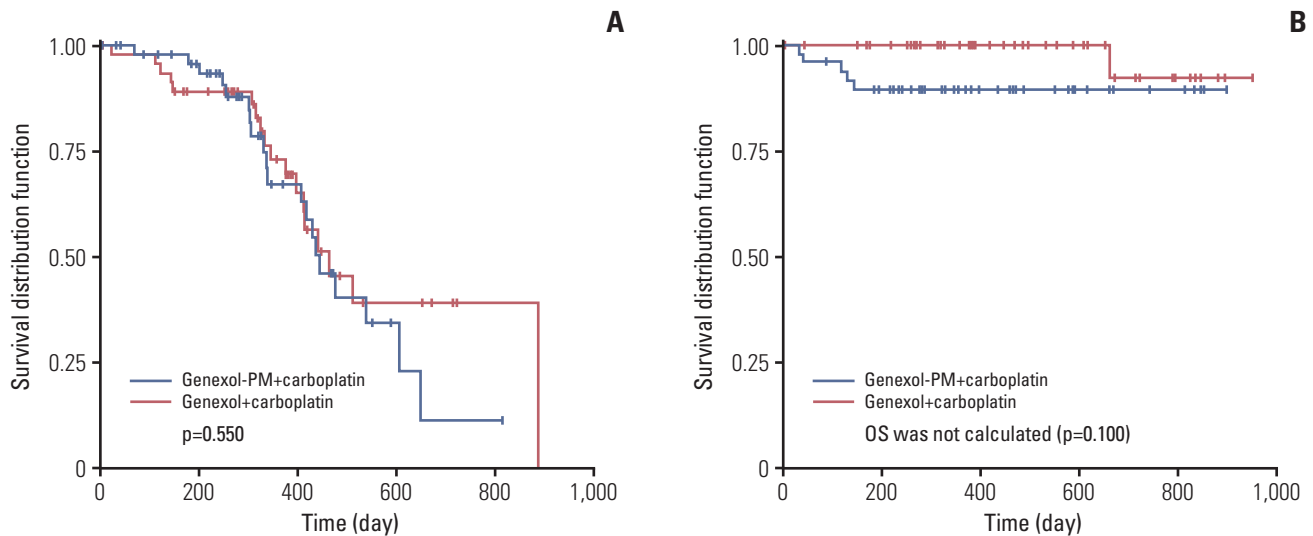 A
Survival distribution function
1.00
0.75
0.50
0.25
0
Genexol-PM+carboplatin
Genexol+carboplatin
p=0.550
0 200 400 600 800 1,000
Time (day)
B
Survival distribution function
1.00
0.75
0.50
0.25
0
Genexol-PM+carboplatin
Genexol+carboplatin
OS was not calculated (p=0.100)
0 200 400 600 800 1,000
Time (day)